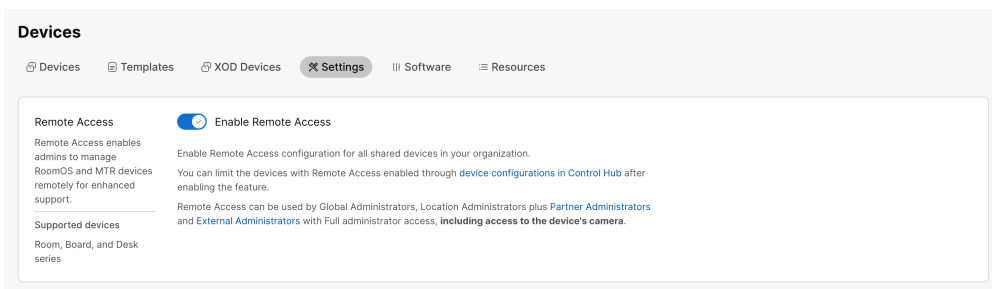 Devices
Devices
Templates
XOD Devices
Settings
Software
Resources
Remote Access
Remote Access enables
admins to manage
RoomOS and MTR devices
remotely for enhanced
support.
Supported devices
Room, Board, and Desk
series
Enable Remote Access
Enable Remote Access configuration for all shared devices in your organization.
You can limit the devices with Remote Access enabled through device configurations in Control Hub after
enabling the feature.
Remote Access can be used by Global Administrators, Location Administrators plus Partner Administrators
and External Administrators with Full administrator access, including access to the device's camera.